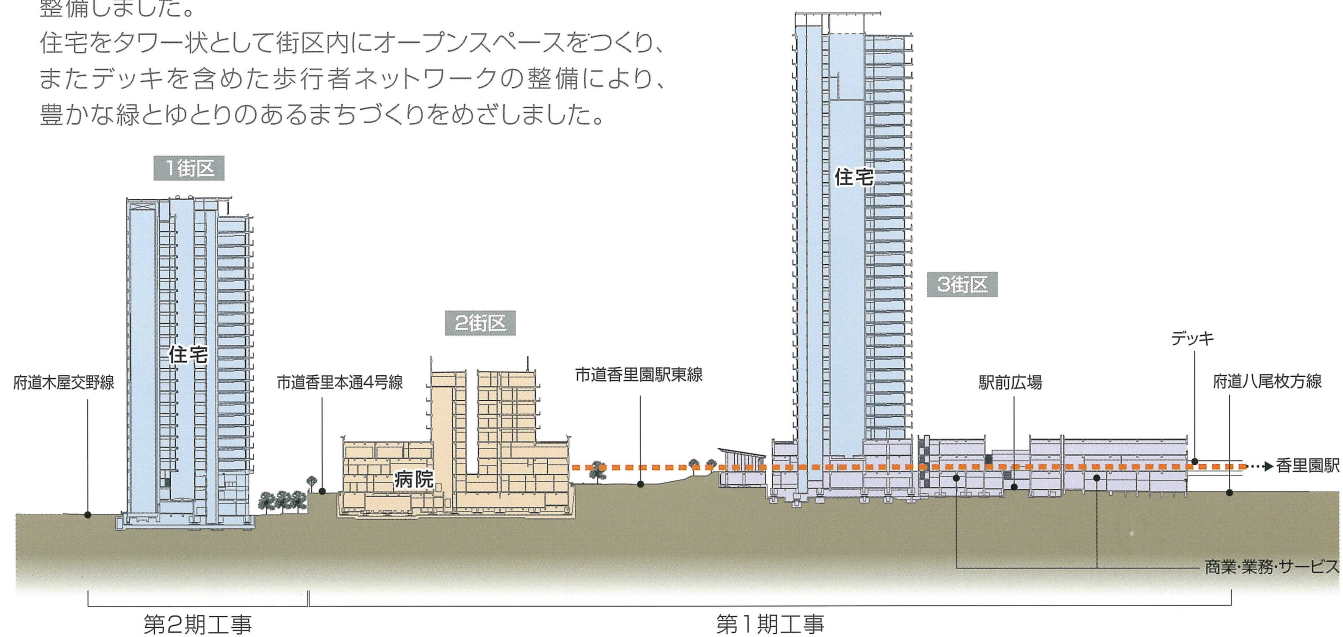 整備しました。
住宅をタワー状として街区内にオープンスペースをつくり、
またデッキを含めた歩行者ネットワークの整備により、
豊かな緑とゆとりのあるまちづくりをめざしました。
1街区
住宅
3街区
2街区
住宅
デッキ
府道木屋交野線
市道香里本通4号線
市道香里園駅東線
駅前広場
府道八尾枚方線
病院
香里園駅
商業・業務・サービス
第2期工事
第1期工事